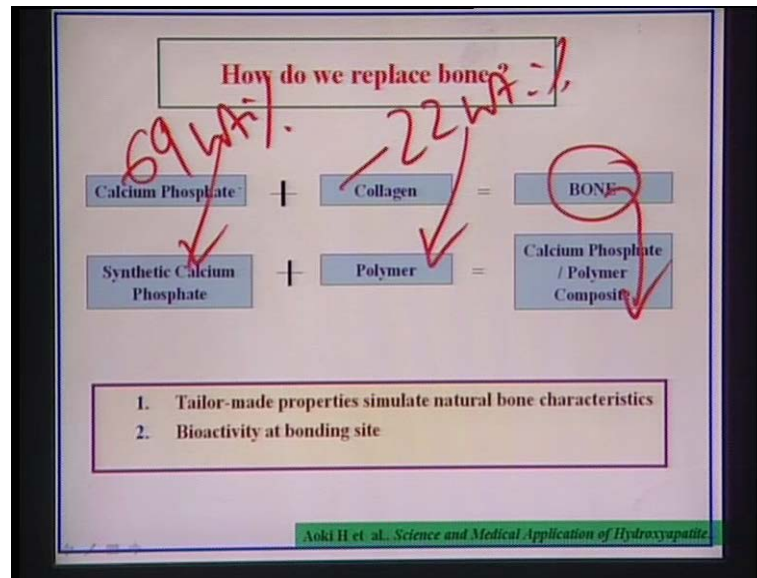 How do we replace bone?
69 wt-%
-22 wt-%
Calcium Phosphate + Collagen = BONE
Synthetic Calcium
Phosphate
+ Polymer =
Calcium Phosphate
/ Polymer
Composite
1. Tailor-made properties simulate natural bone characteristics
2. Bioactivity at bonding site
Aoki H et al., Science and Medical Application of Hydroxyapatite